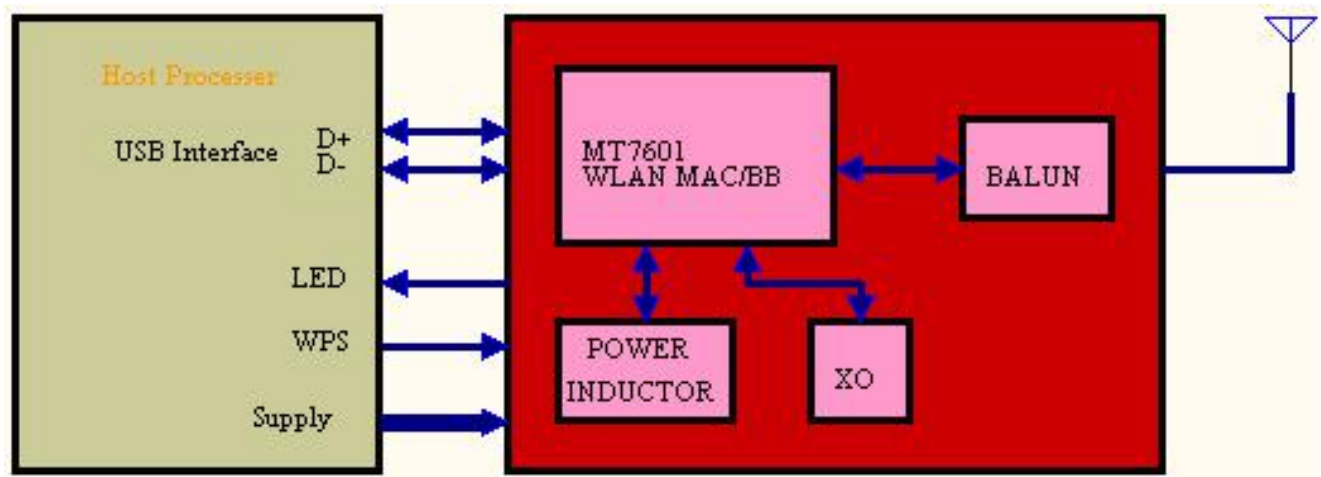 Host Processer
USB Interface
D+
D-
LED
WPS
Supply
MT7601
WLAN MAC/BB
BALUN
POWER
INDUCTOR
XO